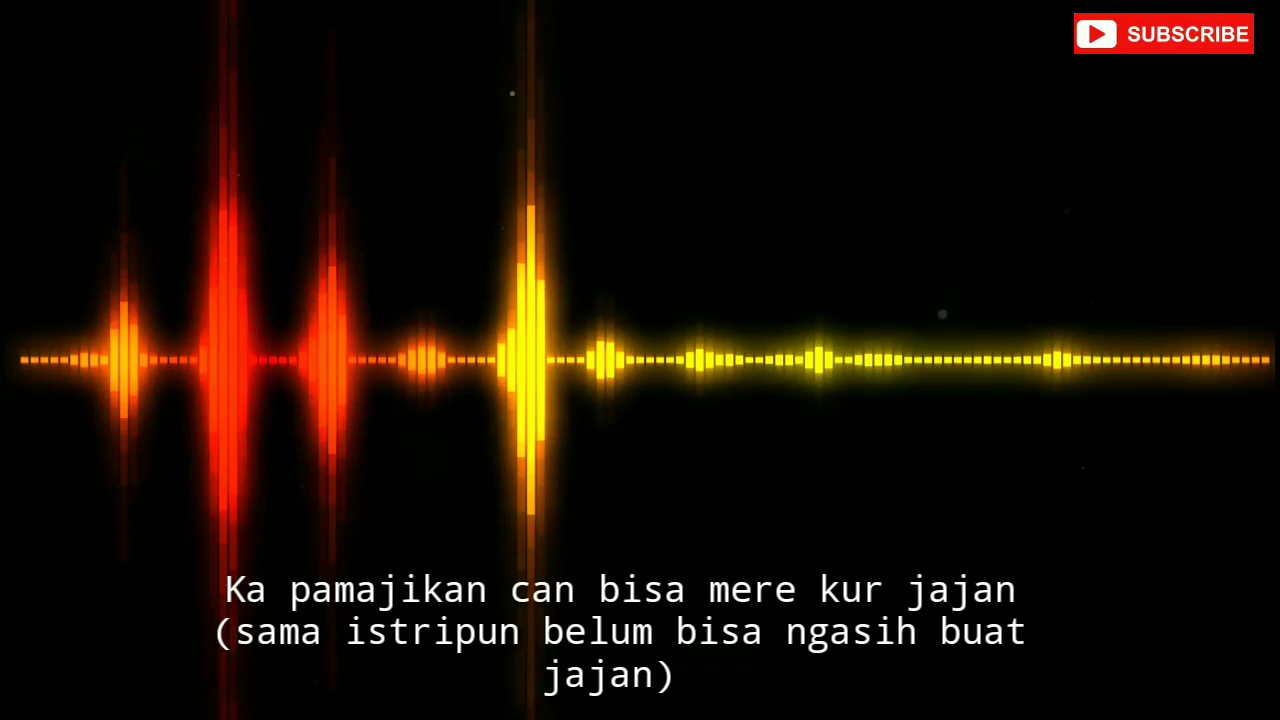 SUBSCRIBE
Ka pamajikan can bisa mere kur jajan
(sama istripun belum bisa ngasih buat
jajan)